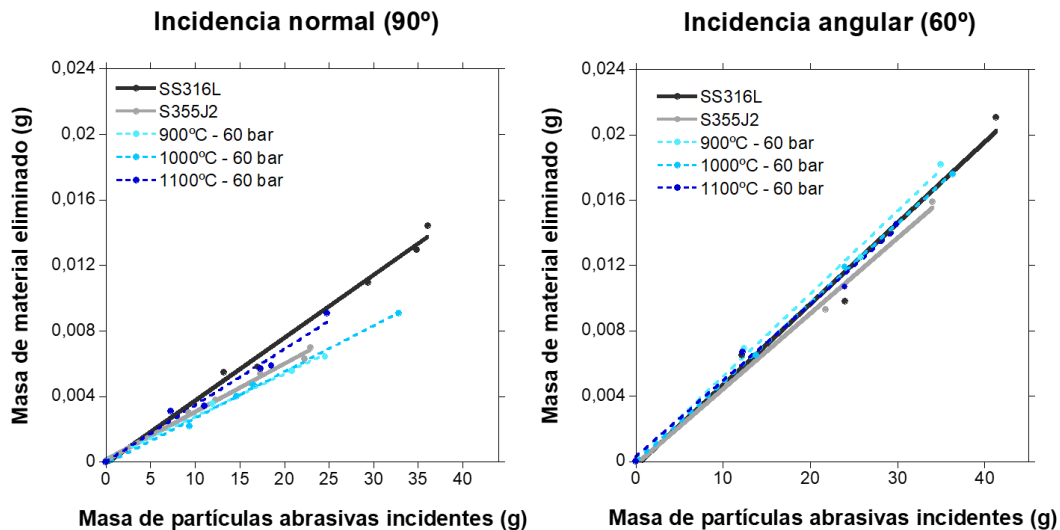 Incidencia normal (90º)
Masa de material eliminado (g)
0,024
0,02
0,016
0,012
0,008
0,004
0
SS316L
S355J2
900ºC - 60 bar
1000ºC - 60 bar
1100ºC - 60 bar
0 5 10 15 20 25 30 35 40
Masa de partículas abrasivas incidentes (g)
Incidencia angular (60º)
Masa de material eliminado (g)
0,024
0,02
0,016
0,012
0,008
0,004
0
SS316L
S355J2
900ºC - 60 bar
1000ºC - 60 bar
1100ºC - 60 bar
0 10 20 30 40
Masa de partículas abrasivas incidentes (g)